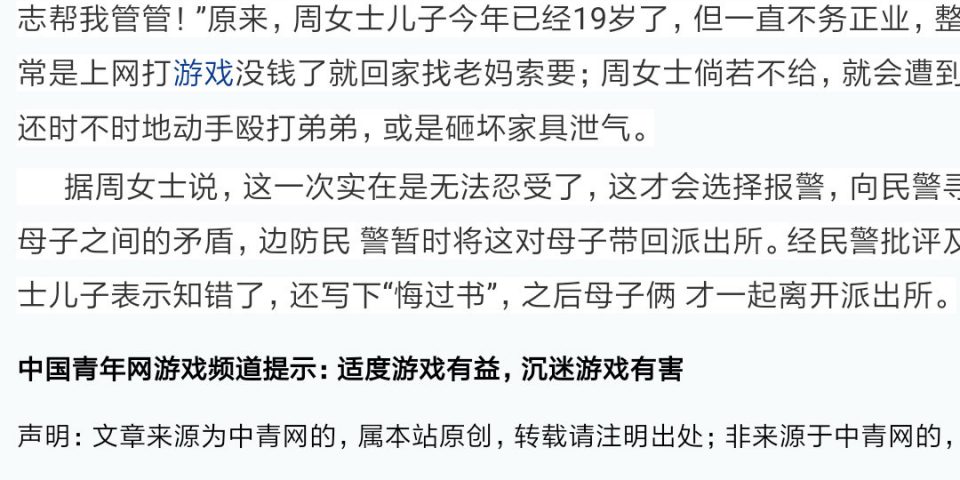 志帮我管管！”原来，周女士儿子今年已经19岁了，但一直不务正业，整
常是上网打游戏没钱了就回家找老妈索要；周女士倘若不给，就会遭到
还时不时地动手殴打弟弟，或是砸坏家具泄气。
据周女士说，这一次实在是无法忍受了，这才会选择报警，向民警寻
母子之间的矛盾，边防民 警暂时将这对母子带回派出所。经民警批评及
士儿子表示知错了，还写下“悔过书”，之后母子俩 才一起离开派出所。
中国青年网游戏频道提示：适度游戏有益，沉迷游戏有害
声明：文章来源为中青网的，属本站原创，转载请注明出处；非来源于中青网的，